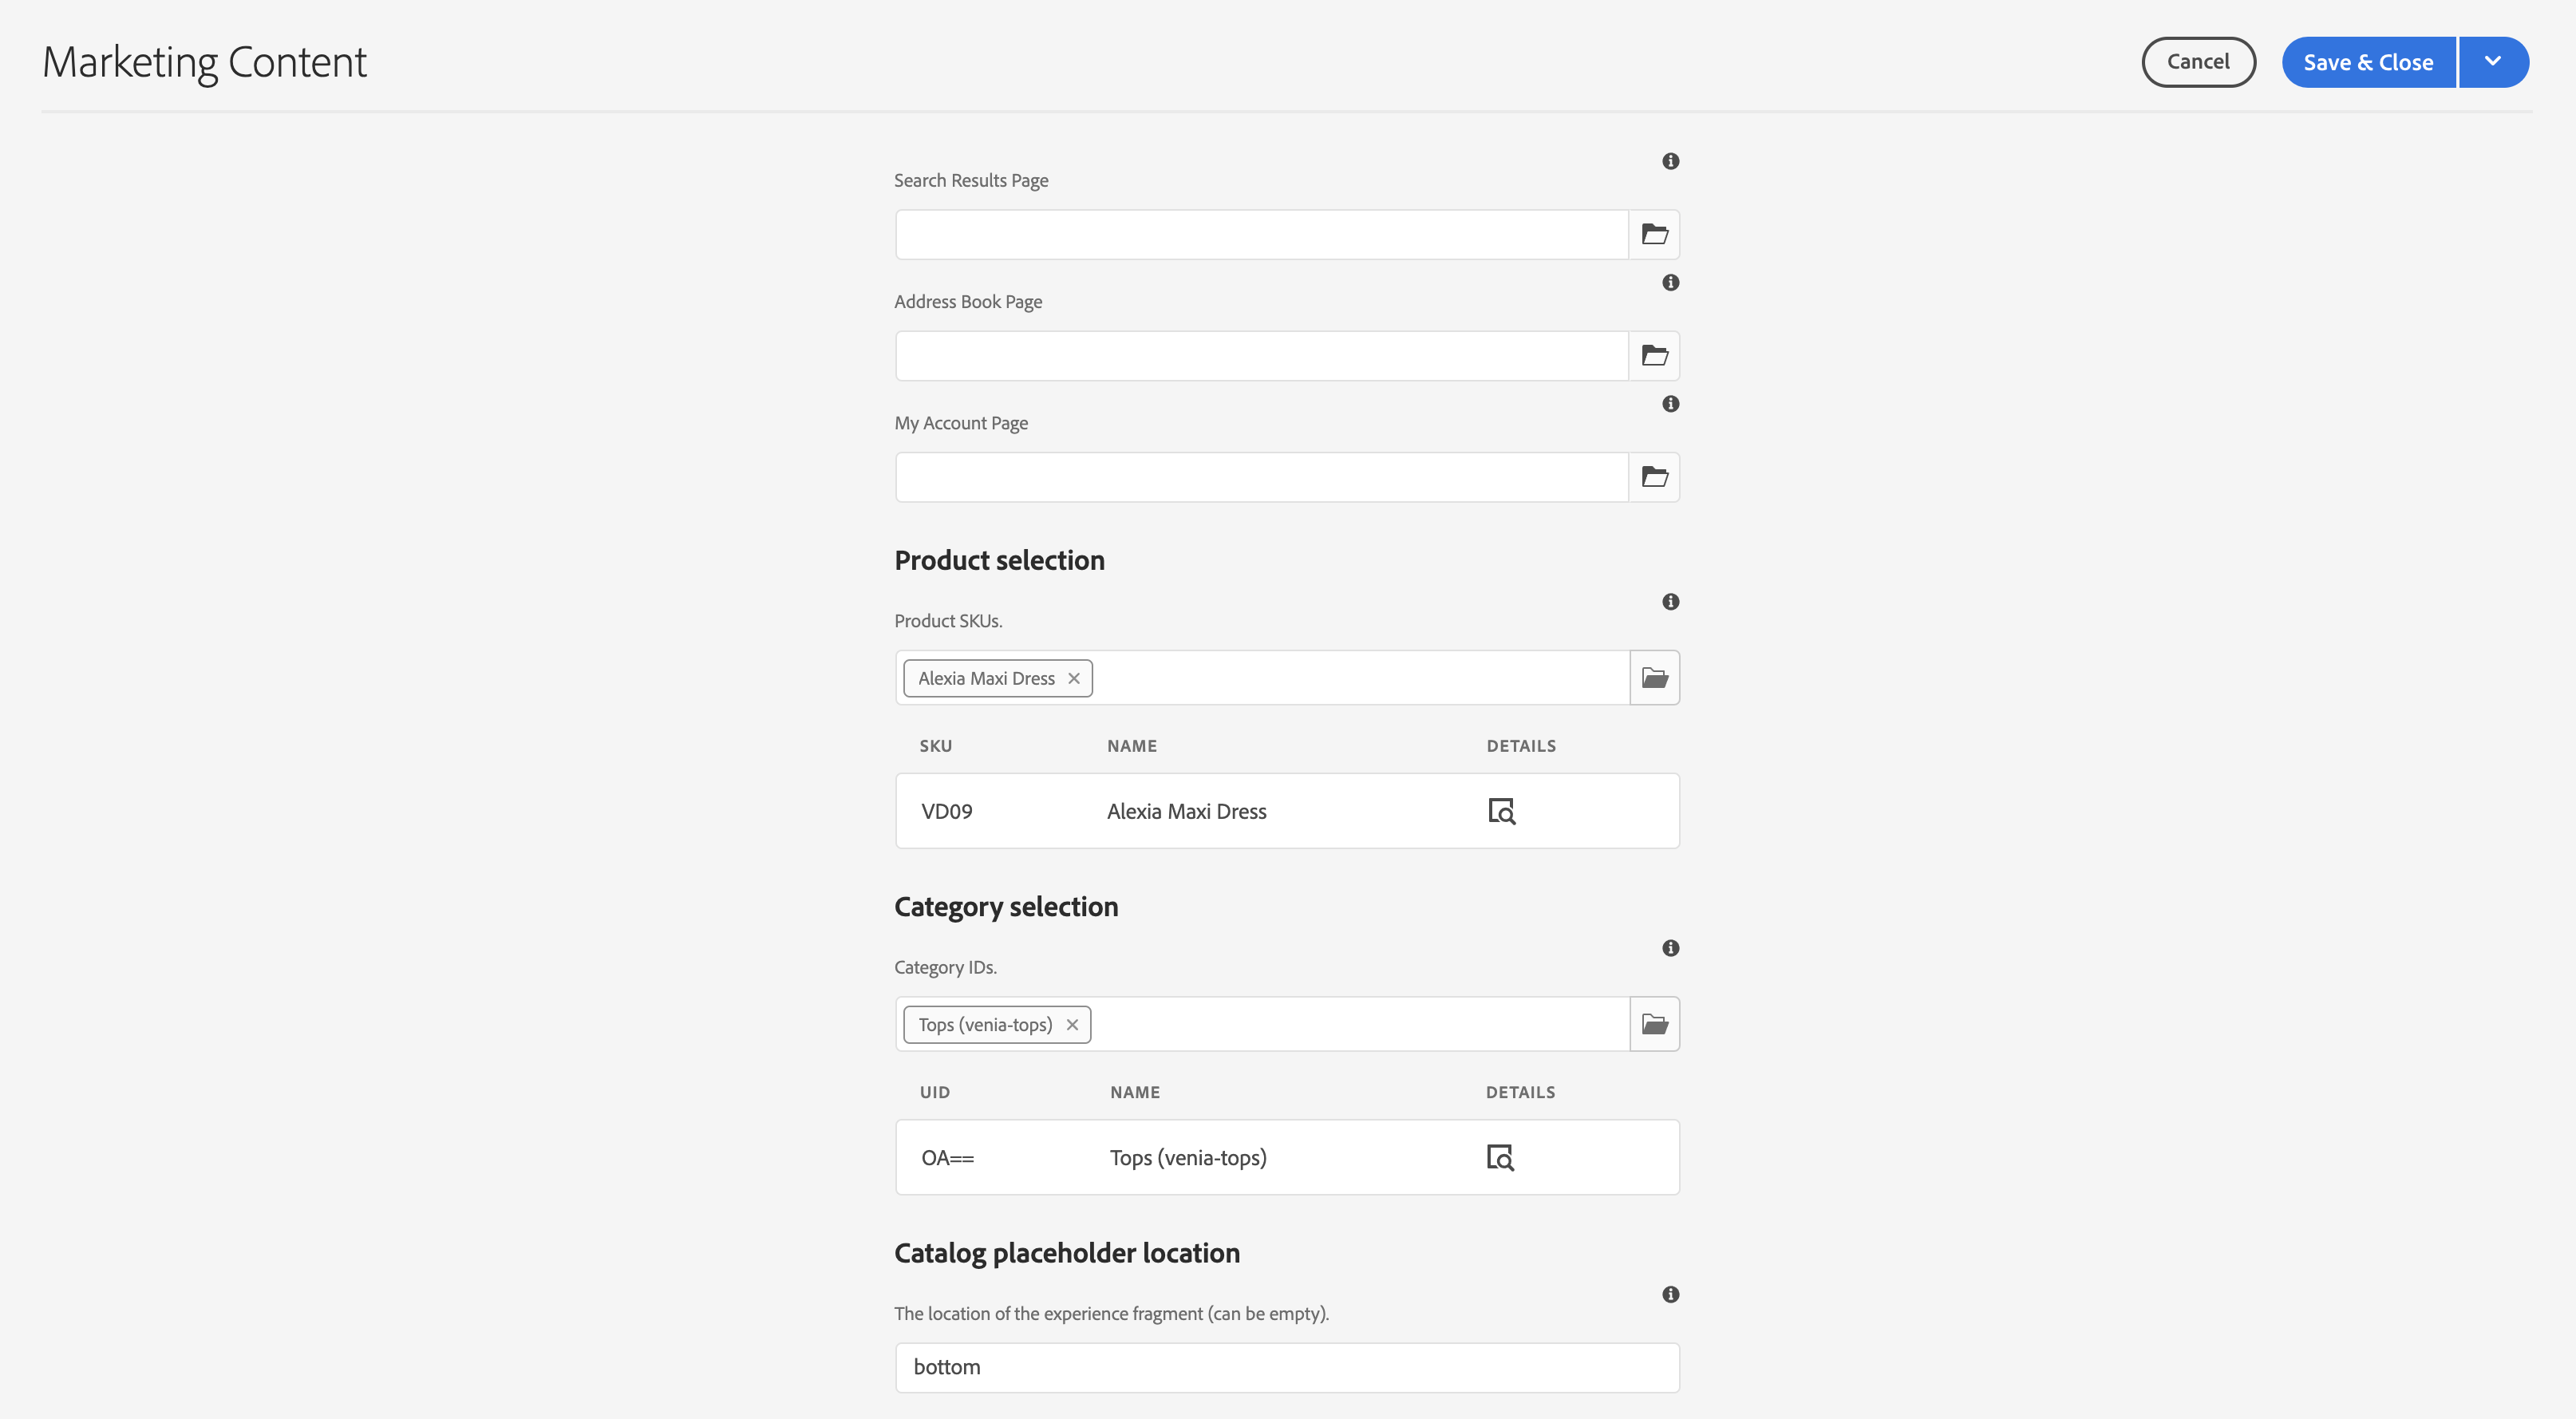 Marketing Content
Cancel
Save & Close
Search Results Page
Address Book Page
My Account Page
Product selection
Product SKUs.
Alexia Maxi Dress
SKU NAME DETAILS
VD09 Alexia Maxi Dress
Category selection
Category IDs.
Tops (venia-tops)
UID NAME DETAILS
OA== Tops (venia-tops)
Catalog placeholder location
The location of the experience fragment (can be empty).
bottom